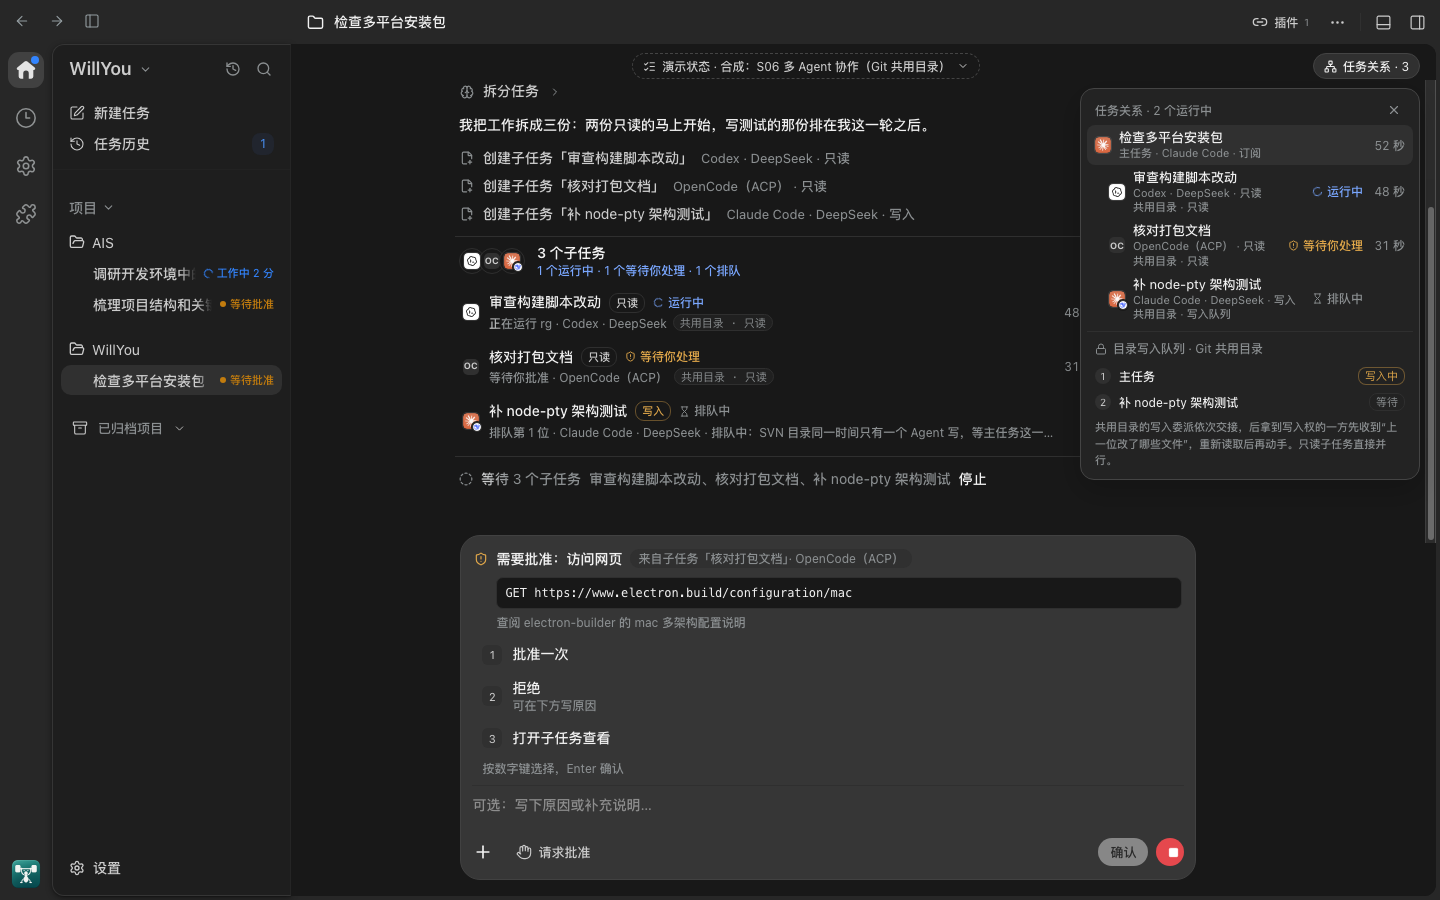 检查多平台安装包
插件 1
WillYou
新建任务
任务历史
1
项目
AIS
调研开发环境中
工作中 2 分
梳理项目结构和关
等待批准
WillYou
检查多平台安装包
等待批准
已归档项目
设置
演示状态 · 合成：S06 多 Agent 协作（Git 共用目录）
任务关系 · 3
拆分任务
我把工作拆成三份：两份只读的马上开始，写测试的那份排在我这一轮之后。
创建子任务「审查构建脚本改动」 Codex · DeepSeek · 只读
创建子任务「核对打包文档」 OpenCode（ACP） · 只读
创建子任务「补 node-pty 架构测试」 Claude Code · DeepSeek · 写入
OC
3 个子任务
1 个运行中 · 1 个等待你处理 · 1 个排队
审查构建脚本改动 只读 运行中
正在运行 rg · Codex · DeepSeek 共用目录 · 只读
48
OC
核对打包文档 只读 等待你处理
等待你批准 · OpenCode（ACP） 共用目录 · 只读
31
补 node-pty 架构测试 写入 排队中
排队第 1 位 · Claude Code · DeepSeek · 排队中：SVN 目录同一时间只有一个 Agent 写，等主任务这一...
等待 3 个子任务 审查构建脚本改动、核对打包文档、补 node-pty 架构测试 停止
任务关系 · 2 个运行中
检查多平台安装包
主任务 · Claude Code · 订阅
52 秒
审查构建脚本改动
Codex · DeepSeek · 只读
共用目录 · 只读
运行中 48 秒
OC
核对打包文档
OpenCode（ACP） · 只读
共用目录 · 只读
等待你处理 31 秒
补 node-pty 架构测试
Claude Code · DeepSeek · 写入
共用目录 · 写入队列
排队中
目录写入队列 · Git 共用目录
1 主任务 写入中
2 补 node-pty 架构测试 等待
共用目录的写入委派依次交接，后拿到写入权的一方先收到“上
一位改了哪些文件”，重新读取后再动手。只读子任务直接并
行。
需要批准：访问网页 来自子任务「核对打包文档」· OpenCode（ACP）
GET https://www.electron.build/configuration/mac
查阅 electron-builder 的 mac 多架构配置说明
1 批准一次
2 拒绝
可在下方写原因
3 打开子任务查看
按数字键选择，Enter 确认
可选：写下原因或补充说明...
请求批准
确认